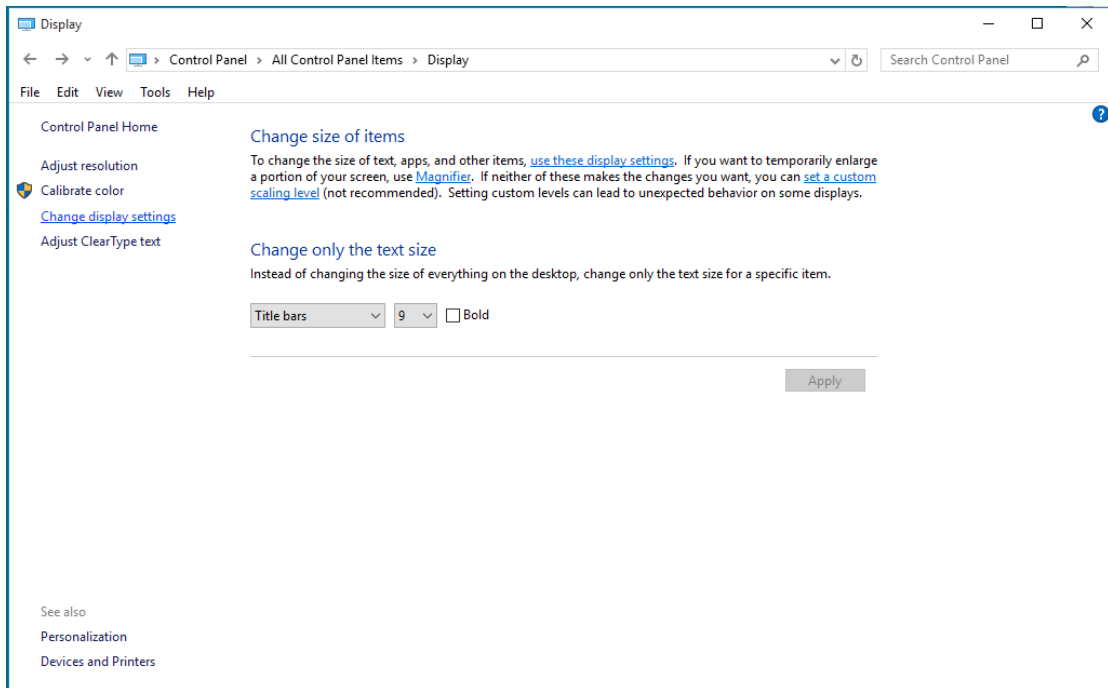 Display
Control Panel > All Control Panel Items > Display
Search Control Panel
File Edit View Tools Help
?
Control Panel Home
Adjust resolution
Calibrate color
Change display settings
Adjust ClearType text
Change size of items
To change the size of text, apps, and other items, use these display settings. If you want to temporarily enlarge
a portion of your screen, use Magnifier. If neither of these makes the changes you want, you can set a custom
scaling level (not recommended). Setting custom levels can lead to unexpected behavior on some displays.
Change only the text size
Instead of changing the size of everything on the desktop, change only the text size for a specific item.
Title bars 9 Bold
Apply
See also
Personalization
Devices and Printers